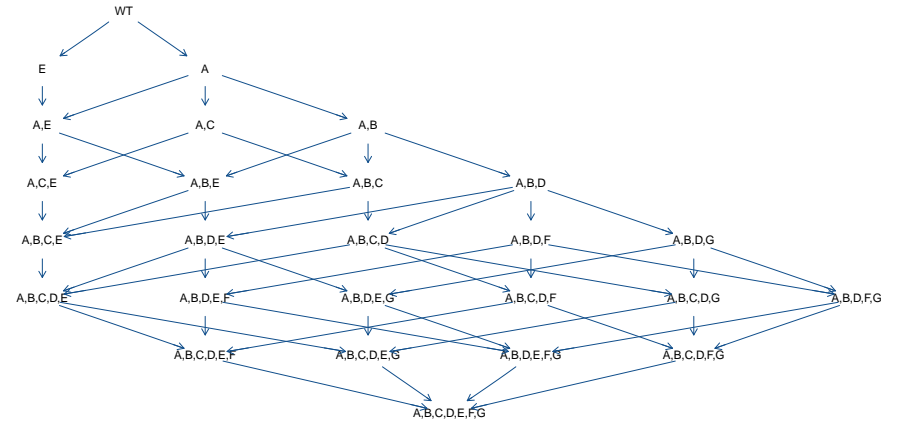 WT
E A
A,E A,C A,B
A,C,E A,B,E A,B,C A,B,D
A,B,C,E A,B,D,E A,B,C,D A,B,D,F A,B,D,G
A,B,C,D,E A,B,D,E,F A,B,D,E,G A,B,C,D,F A,B,C,D,G A,B,D,F,G
A,B,C,D,E,F A,B,C,D,E,G A,B,D,E,F,G A,B,C,D,F,G
A,B,C,D,E,F,G